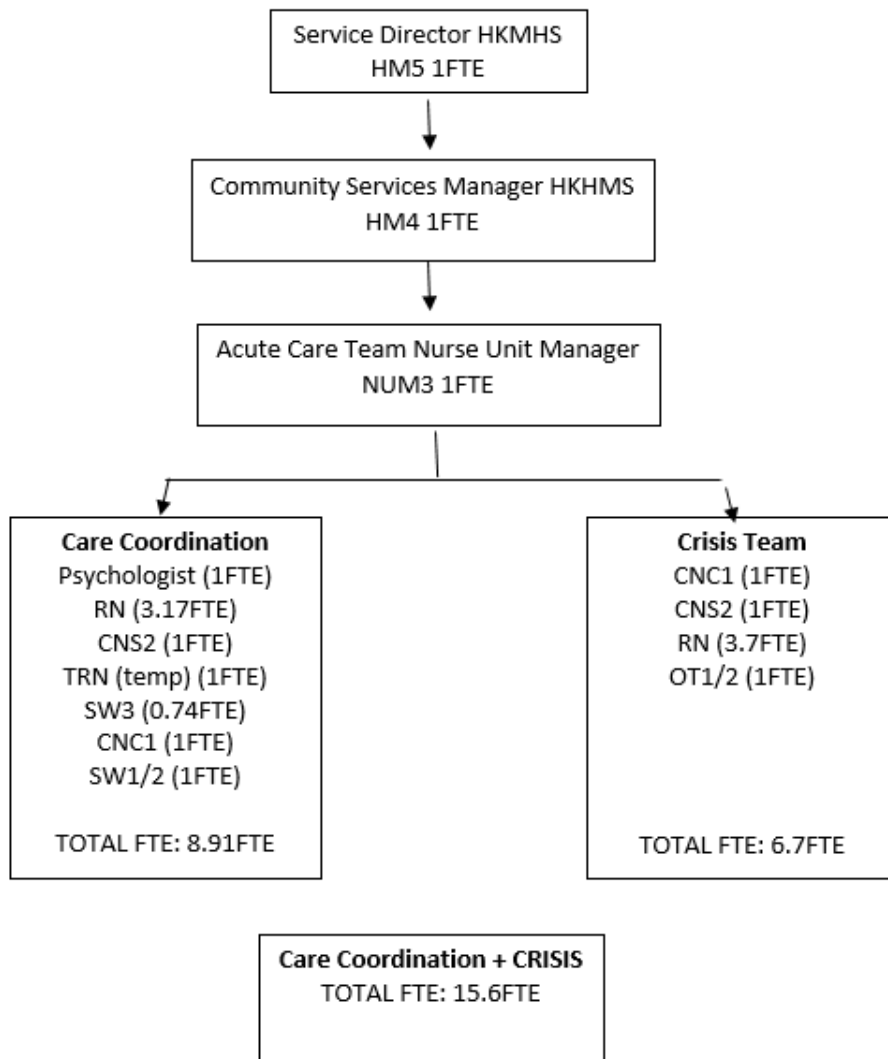 Service Director HKMHS
HM5 1FTE
Community Services Manager HKHMS
HM4 1FTE
Acute Care Team Nurse Unit Manager
NUM3 1FTE
Care Coordination
Psychologist (1FTE)
RN (3.17FTE)
CNS2 (1FTE)
TRN (temp) (1FTE)
SW3 (0.74FTE)
CNC1 (1FTE)
SW1/2 (1FTE)
TOTAL FTE: 8.91FTE
Crisis Team
CNC1 (1FTE)
CNS2 (1FTE)
RN (3.7FTE)
OT1/2 (1FTE)
TOTAL FTE: 6.7FTE
Care Coordination + CRISIS
TOTAL FTE: 15.6FTE